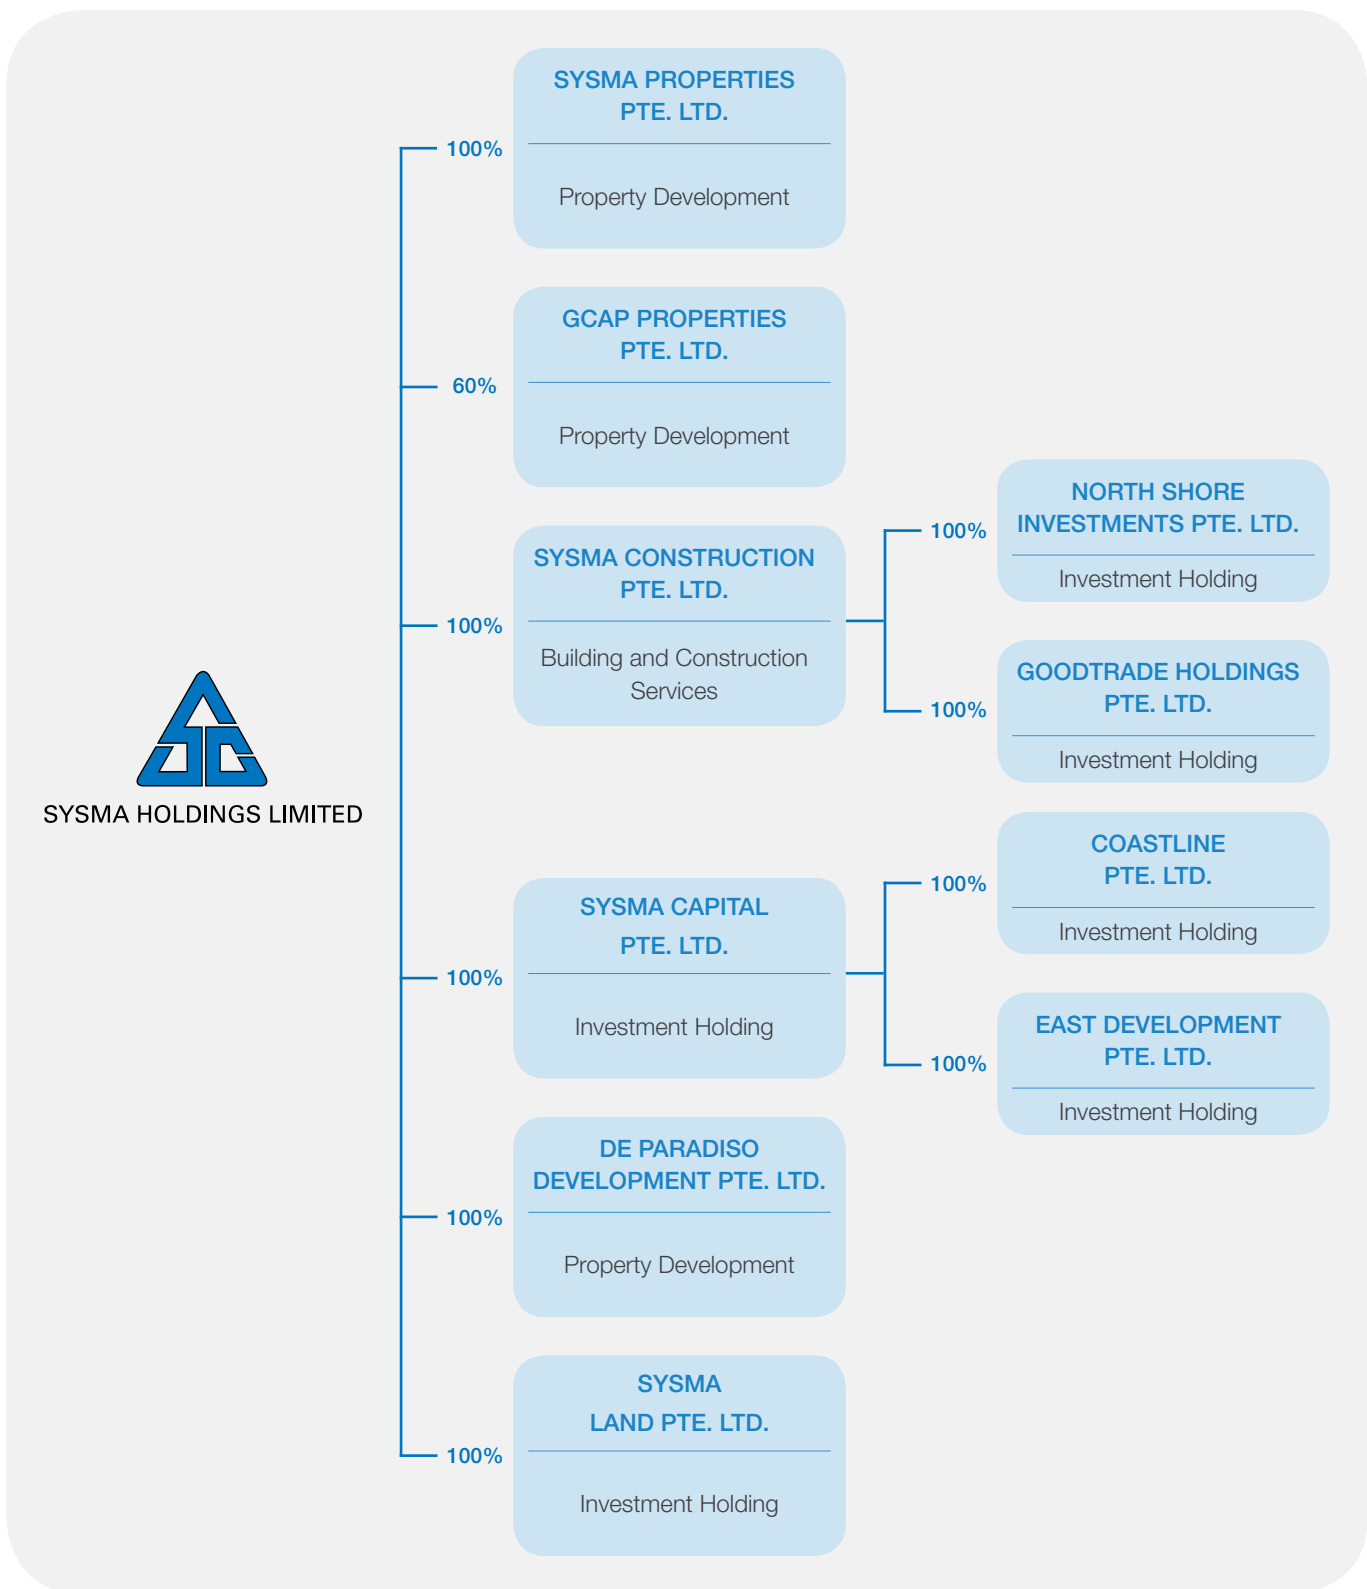 SYSMA HOLDINGS LIMITED
100%
SYSMA PROPERTIES
PTE. LTD.
Property Development
60%
GCAP PROPERTIES
PTE. LTD.
Property Development
100%
SYSMA CONSTRUCTION
PTE. LTD.
Building and Construction
Services
100%
NORTH SHORE
INVESTMENTS PTE. LTD.
Investment Holding
100%
GOODTRADE HOLDINGS
PTE. LTD.
Investment Holding
100%
SYSMA CAPITAL
PTE. LTD.
Investment Holding
100%
COASTLINE
PTE. LTD.
Investment Holding
100%
EAST DEVELOPMENT
PTE. LTD.
Investment Holding
100%
DE PARADISO
DEVELOPMENT PTE. LTD.
Property Development
100%
SYSMA
LAND PTE. LTD.
Investment Holding